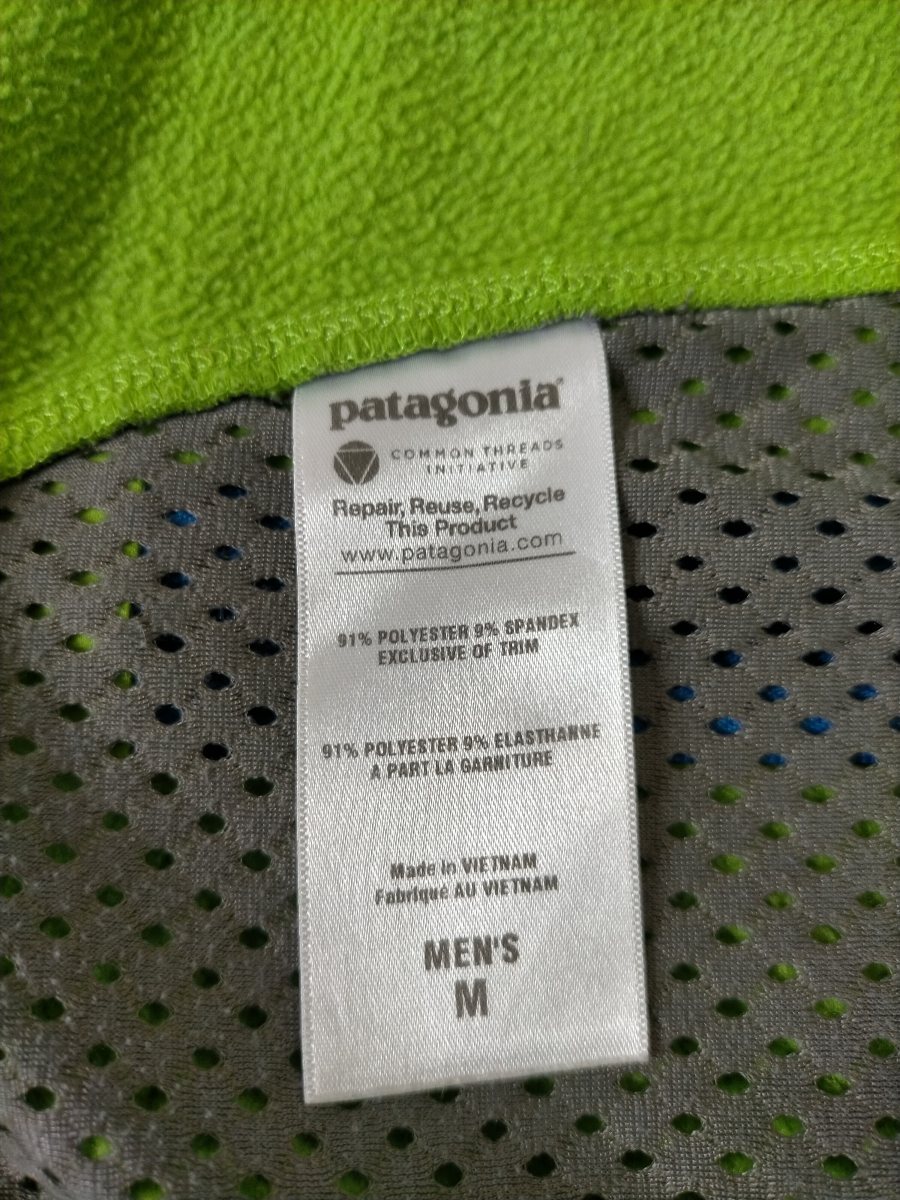 patagonia®
COMMON THREADS
INITIATIVE
Repair, Reuse, Recycle
This Product
www.patagonia.com
91% POLYESTER 9% SPANDEX
EXCLUSIVE OF TRIM
91% POLYESTER 9% ELASTHANNE
A PART LA GARNITURE
Made in VIETNAM
Fabriqué AU VIETNAM
MEN'S
M